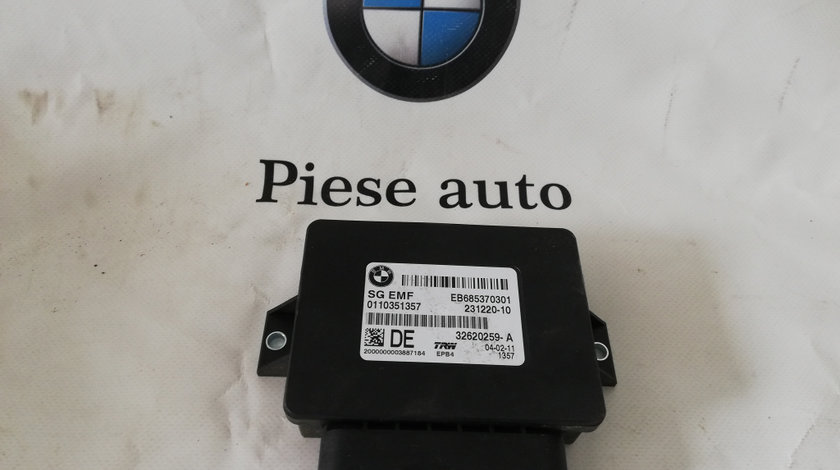 Piese auto
SG EMF EB685370301
0110351357 231220-10
32620259- A
DE TRW 04-02-11
2000000003887184 EPB4 1357